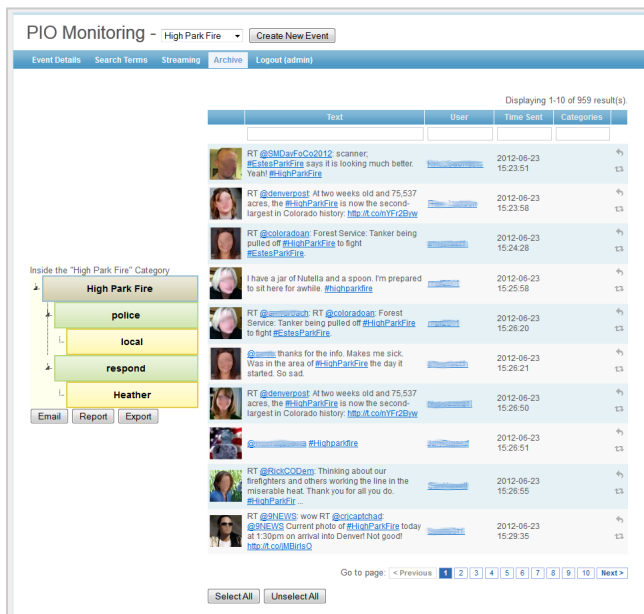 PIO Monitoring - High Park Fire Create New Event
Event Details Search Terms Streaming Archive Logout (admin)
Displaying 1-10 of 959 result(s).
Text User Time Sent Categories
RT @SMDavFoCo2012: scanner;
#EstesParkFire says it is looking much better.
Yeah! #HighParkFire
2012-06-23
15:23:51
RT @denverpost: At two weeks old and 75,537
acres, the #HighParkFire is now the second-
largest in Colorado history: http://t.co/nYFr2Byw
2012-06-23
15:23:58
RT @coloradoan: Forest Service: Tanker being
pulled off #HighParkFire to fight
#EstesParkFire.
2012-06-23
15:24:28
I have a jar of Nutella and a spoon. I'm prepared
to sit here for awhile. #highparkfire
2012-06-23
15:25:58
RT RT @coloradoan: Forest
Service: Tanker being pulled off #HighParkFire
to fight #EstesParkFire.
2012-06-23
15:26:20
thanks for the info. Makes me sick.
Was in the area of #HighParkFire the day it
started. So sad.
2012-06-23
15:26:21
RT @denverpost: At two weeks old and 75,537
acres, the #HighParkFire is now the second-
largest in Colorado history: http://t.co/nYFr2Byw
2012-06-23
15:26:50
#Highparkfire
2012-06-23
15:26:51
RT @RickCODem: Thinking about our
firefighters and others working the line in the
miserable heat. Thank you for all you do.
#HighParkFir ...
2012-06-23
15:26:55
RT @9NEWS: wow RT @cricaptchad:
@9NEWS Current photo of #HighParkFire today
at 1:30pm on arrival into Denver! Not good!
http://t.co/jMBirIsO
2012-06-23
15:29:35
Inside the "High Park Fire" Category
High Park Fire
police
local
respond
Heather
Email Report Export
Go to page: < Previous 1 2 3 4 5 6 7 8 9 10 Next >
Select All Unselect All